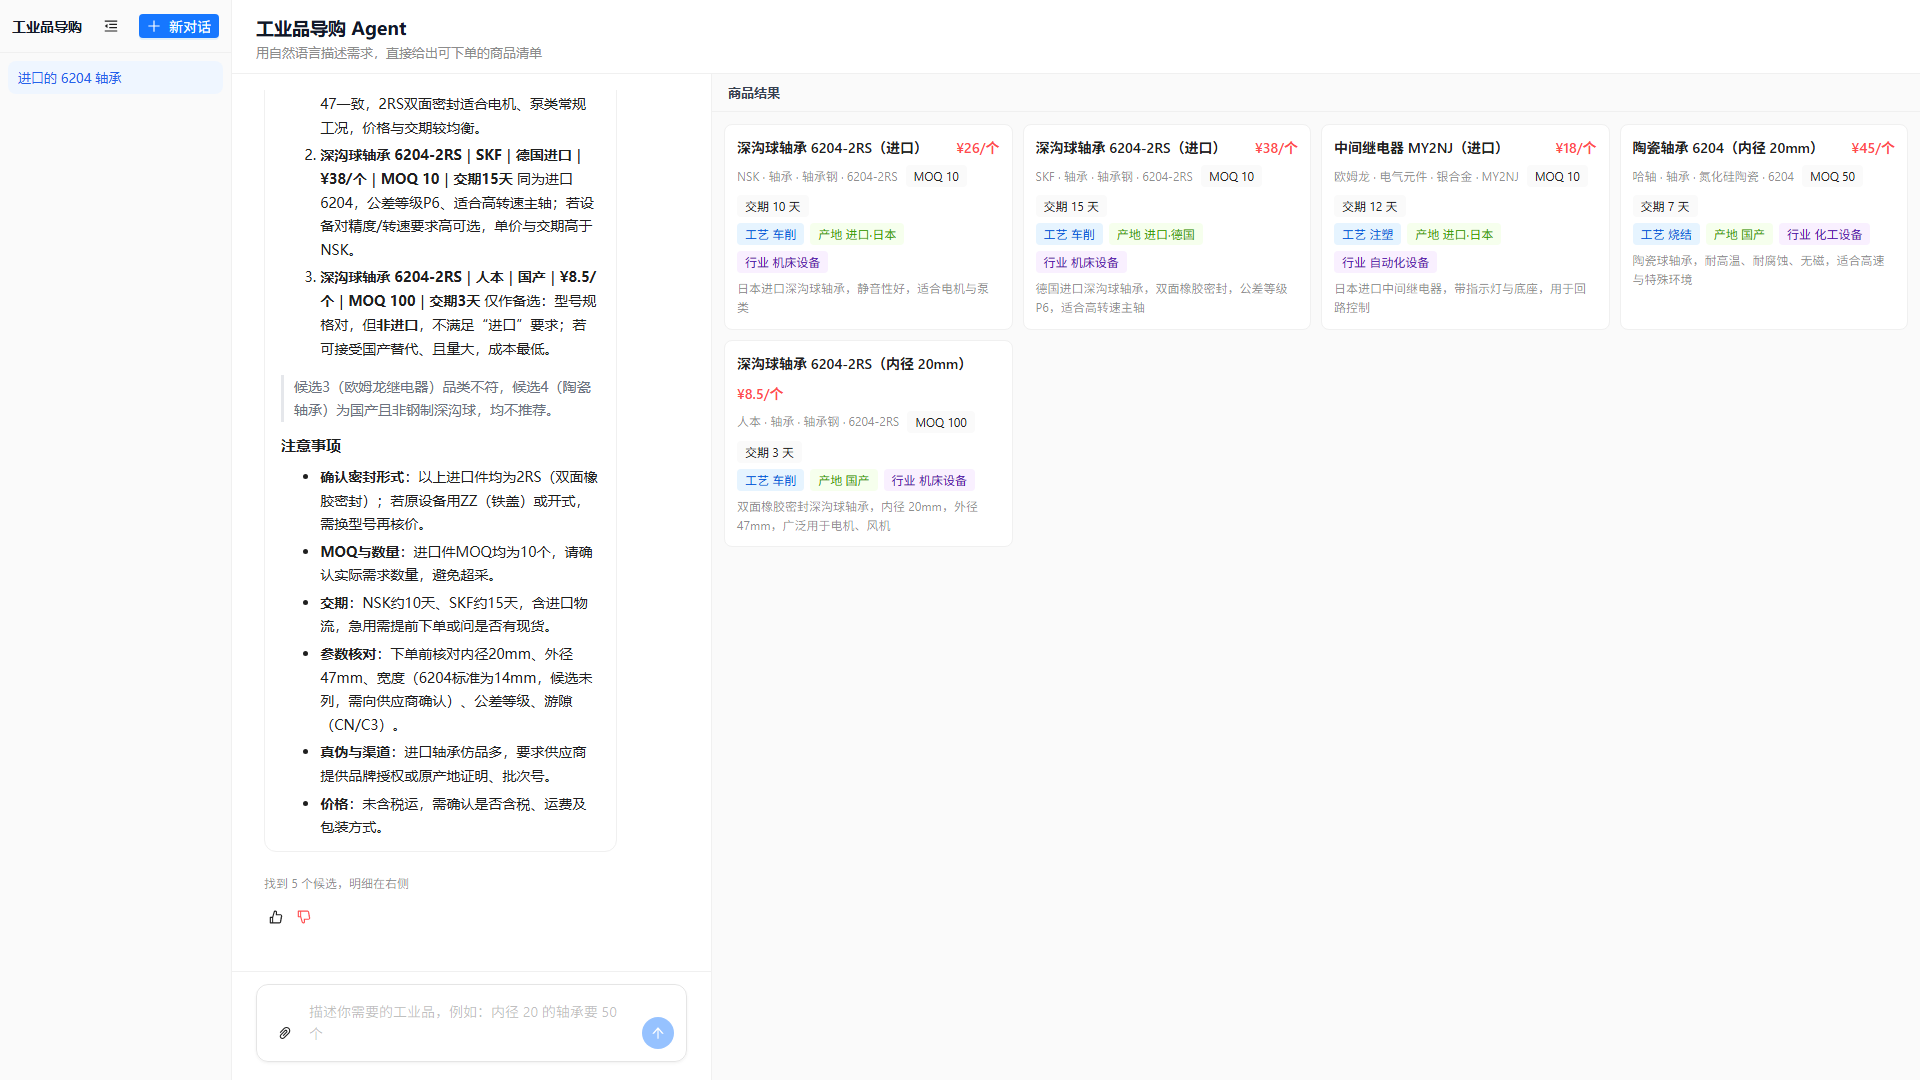 工业品导购
新对话
进口的 6204 轴承
工业品导购 Agent
用自然语言描述需求，直接给出可下单的商品清单
47一致，2RS双面密封适合电机、泵类常规
工况，价格与交期较均衡。
2. 深沟球轴承 6204-2RS | SKF | 德国进口 |
¥38/个 | MOQ 10 | 交期15天 同为进口
6204，公差等级P6、适合高转速主轴；若设
备对精度/转速要求高可选，单价与交期高于
NSK。
3. 深沟球轴承 6204-2RS | 人本 | 国产 | ¥8.5/
个 | MOQ 100 | 交期3天 仅作备选：型号规
格对，但非进口，不满足“进口”要求；若
可接受国产替代、且量大，成本最低。
候选3（欧姆龙继电器）品类不符，候选4（陶瓷
轴承）为国产且非钢制深沟球，均不推荐。
注意事项
• 确认密封形式：以上进口件均为2RS（双面橡
胶密封）；若原设备用ZZ（铁盖）或开式，
需换型号再核价。
• MOQ与数量：进口件MOQ均为10个，请确
认实际需求数量，避免超采。
• 交期：NSK约10天、SKF约15天，含进口物
流，急用需提前下单或问是否有现货。
• 参数核对：下单前核对内径20mm、外径
47mm、宽度（6204标准为14mm，候选未
列，需向供应商确认）、公差等级、游隙
（CN/C3）。
• 真伪与渠道：进口轴承仿品多，要求供应商
提供品牌授权或原产地证明、批次号。
• 价格：未含税运，需确认是否含税、运费及
包装方式。
找到 5 个候选，明细在右侧
描述你需要的工业品，例如：内径 20 的轴承要 50
个
商品结果
深沟球轴承 6204-2RS（进口） ¥26/个
NSK · 轴承 · 轴承钢 · 6204-2RS MOQ 10
交期 10 天
工艺 车削 产地 进口·日本
行业 机床设备
日本进口深沟球轴承，静音性好，适合电机与泵
类
深沟球轴承 6204-2RS（进口） ¥38/个
SKF · 轴承 · 轴承钢 · 6204-2RS MOQ 10
交期 15 天
工艺 车削 产地 进口·德国
行业 机床设备
德国进口深沟球轴承，双面橡胶密封，公差等级
P6，适合高转速主轴
中间继电器 MY2NJ（进口） ¥18/个
欧姆龙 · 电气元件 · 银合金 · MY2NJ MOQ 10
交期 12 天
工艺 注塑 产地 进口·日本
行业 自动化设备
日本进口中间继电器，带指示灯与底座，用于回
路控制
陶瓷轴承 6204（内径 20mm） ¥45/个
哈轴 · 轴承 · 氮化硅陶瓷 · 6204 MOQ 50
交期 7 天
工艺 烧结 产地 国产 行业 化工设备
陶瓷球轴承，耐高温、耐腐蚀、无磁，适合高速
与特殊环境
深沟球轴承 6204-2RS（内径 20mm）
¥8.5/个
人本 · 轴承 · 轴承钢 · 6204-2RS MOQ 100
交期 3 天
工艺 车削 产地 国产 行业 机床设备
双面橡胶密封深沟球轴承，内径 20mm，外径
47mm，广泛用于电机、风机